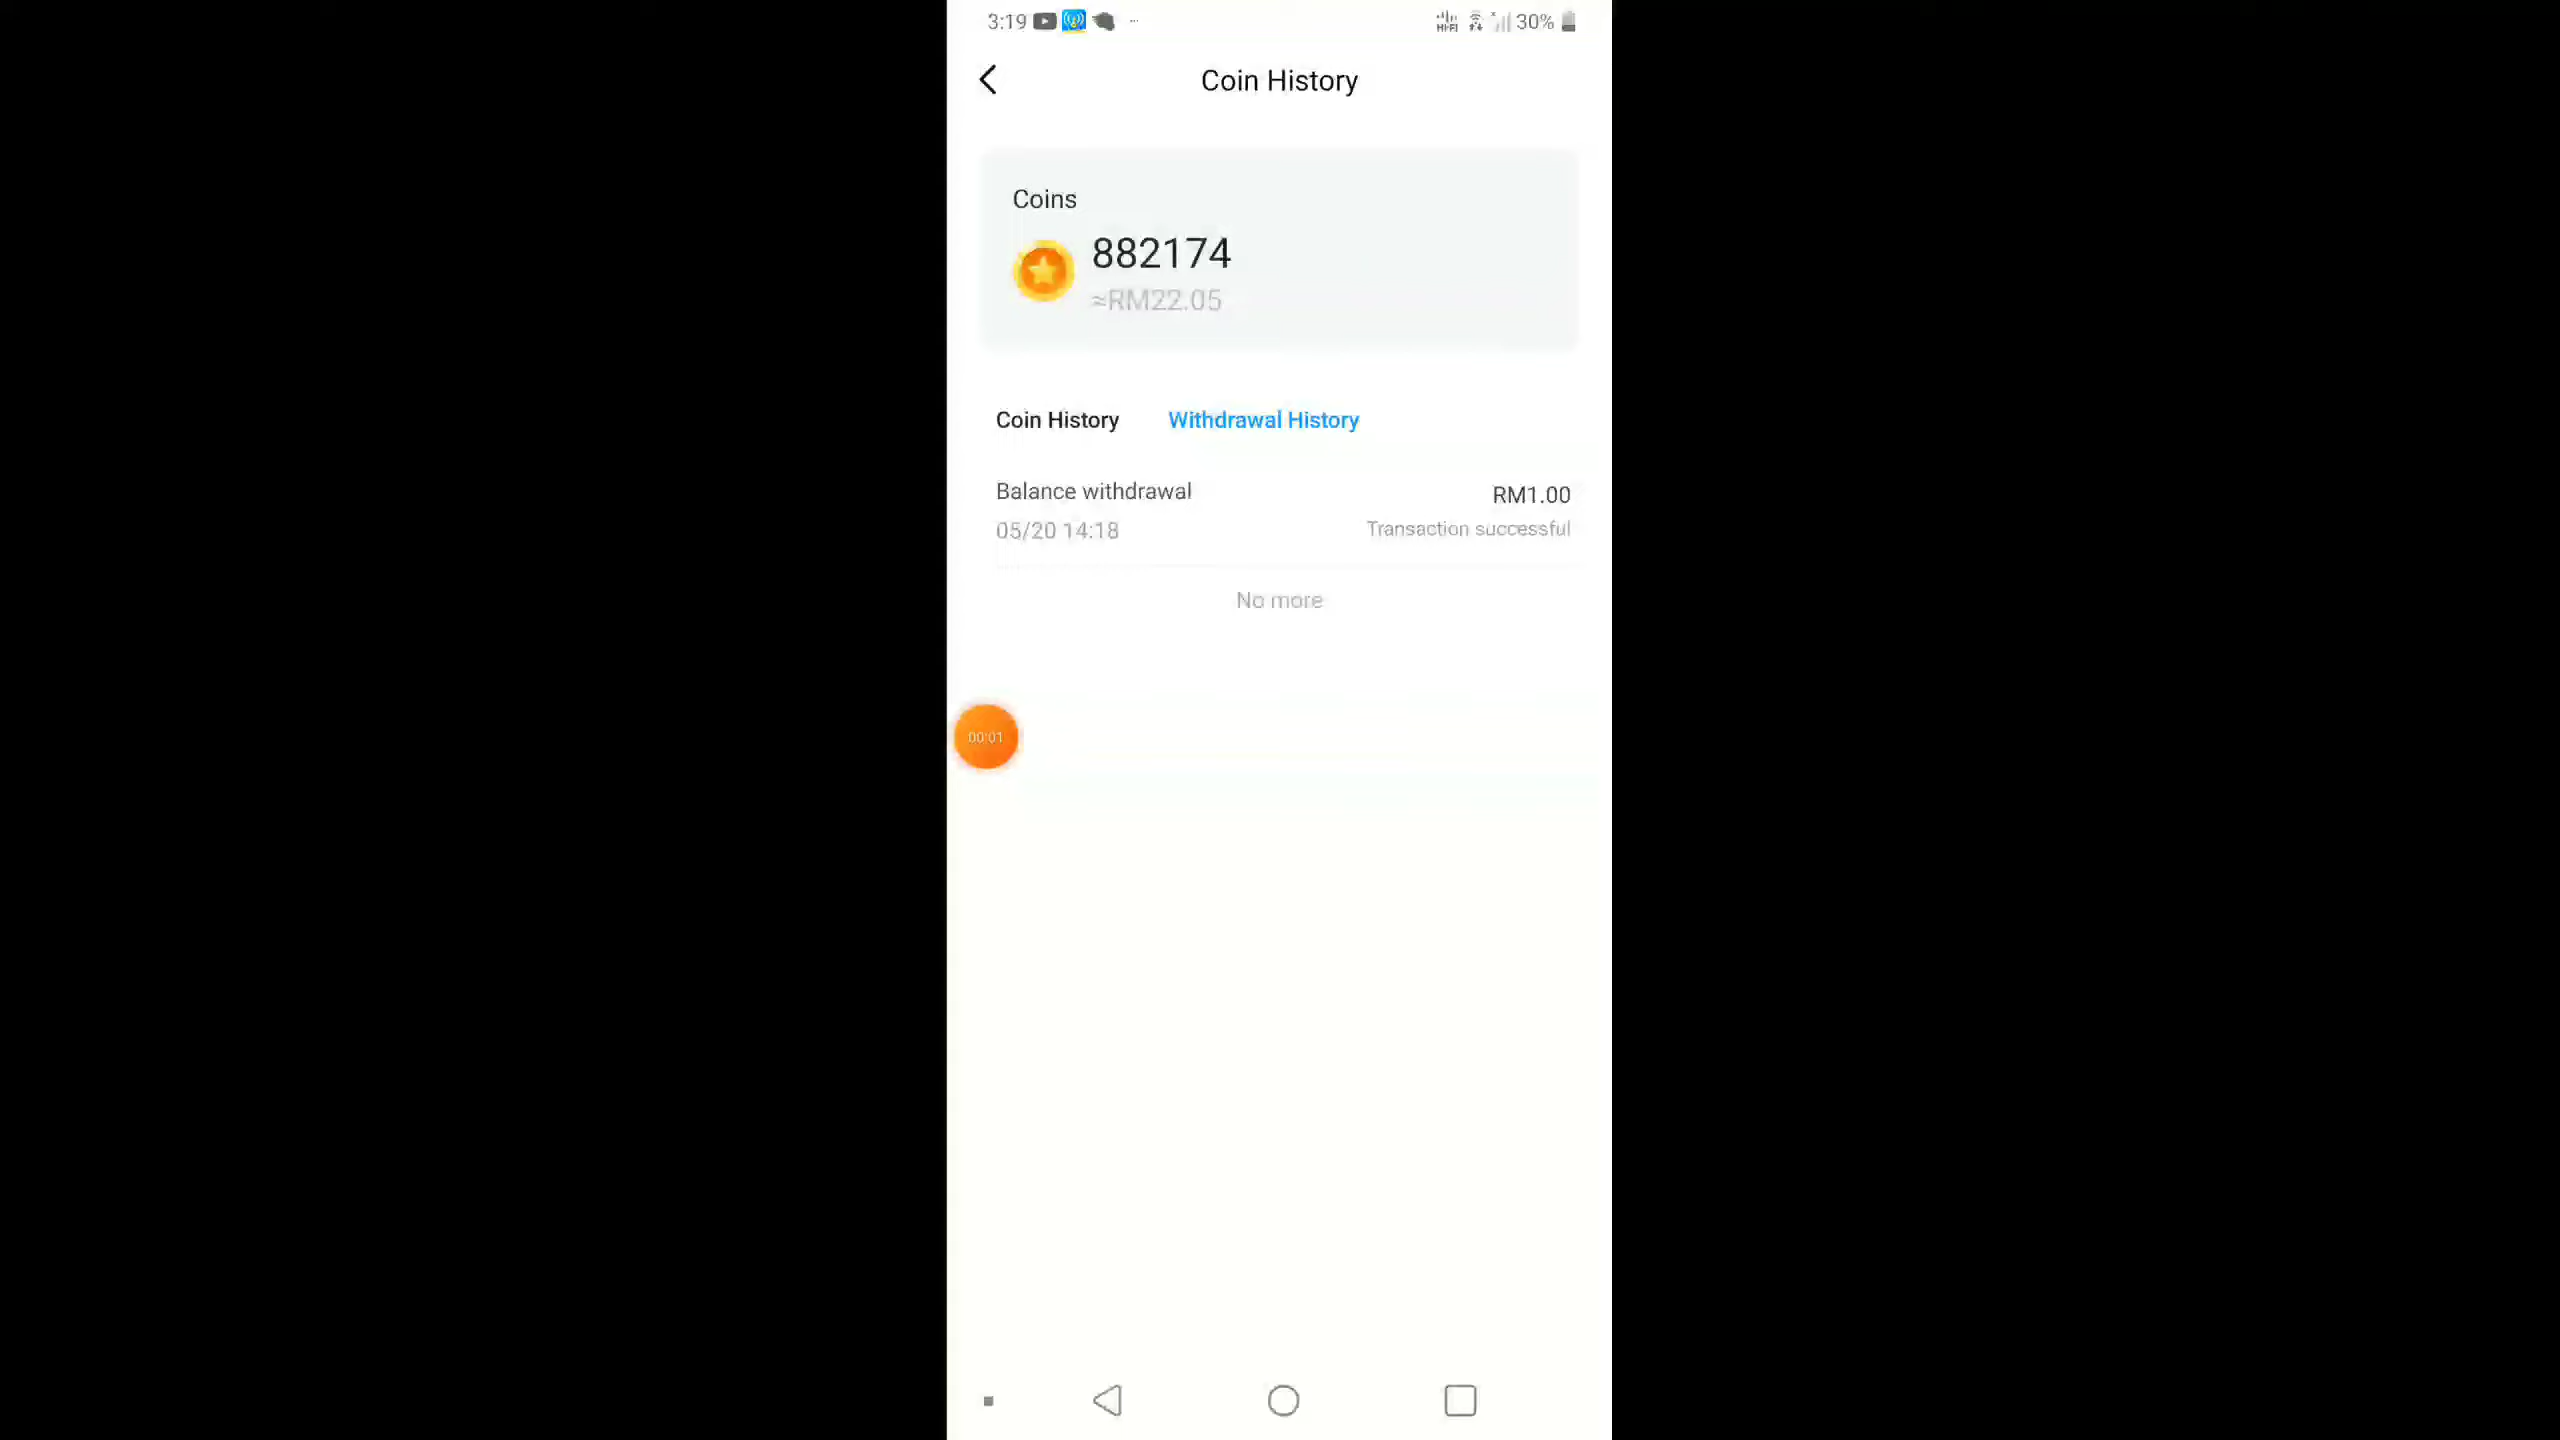 3:19 ... 30%
Coin History
Coins
882174
≈RM22.05
Coin History Withdrawal History
Balance withdrawal RM1.00
05/20 14:18 Transaction successful
No more
00:01